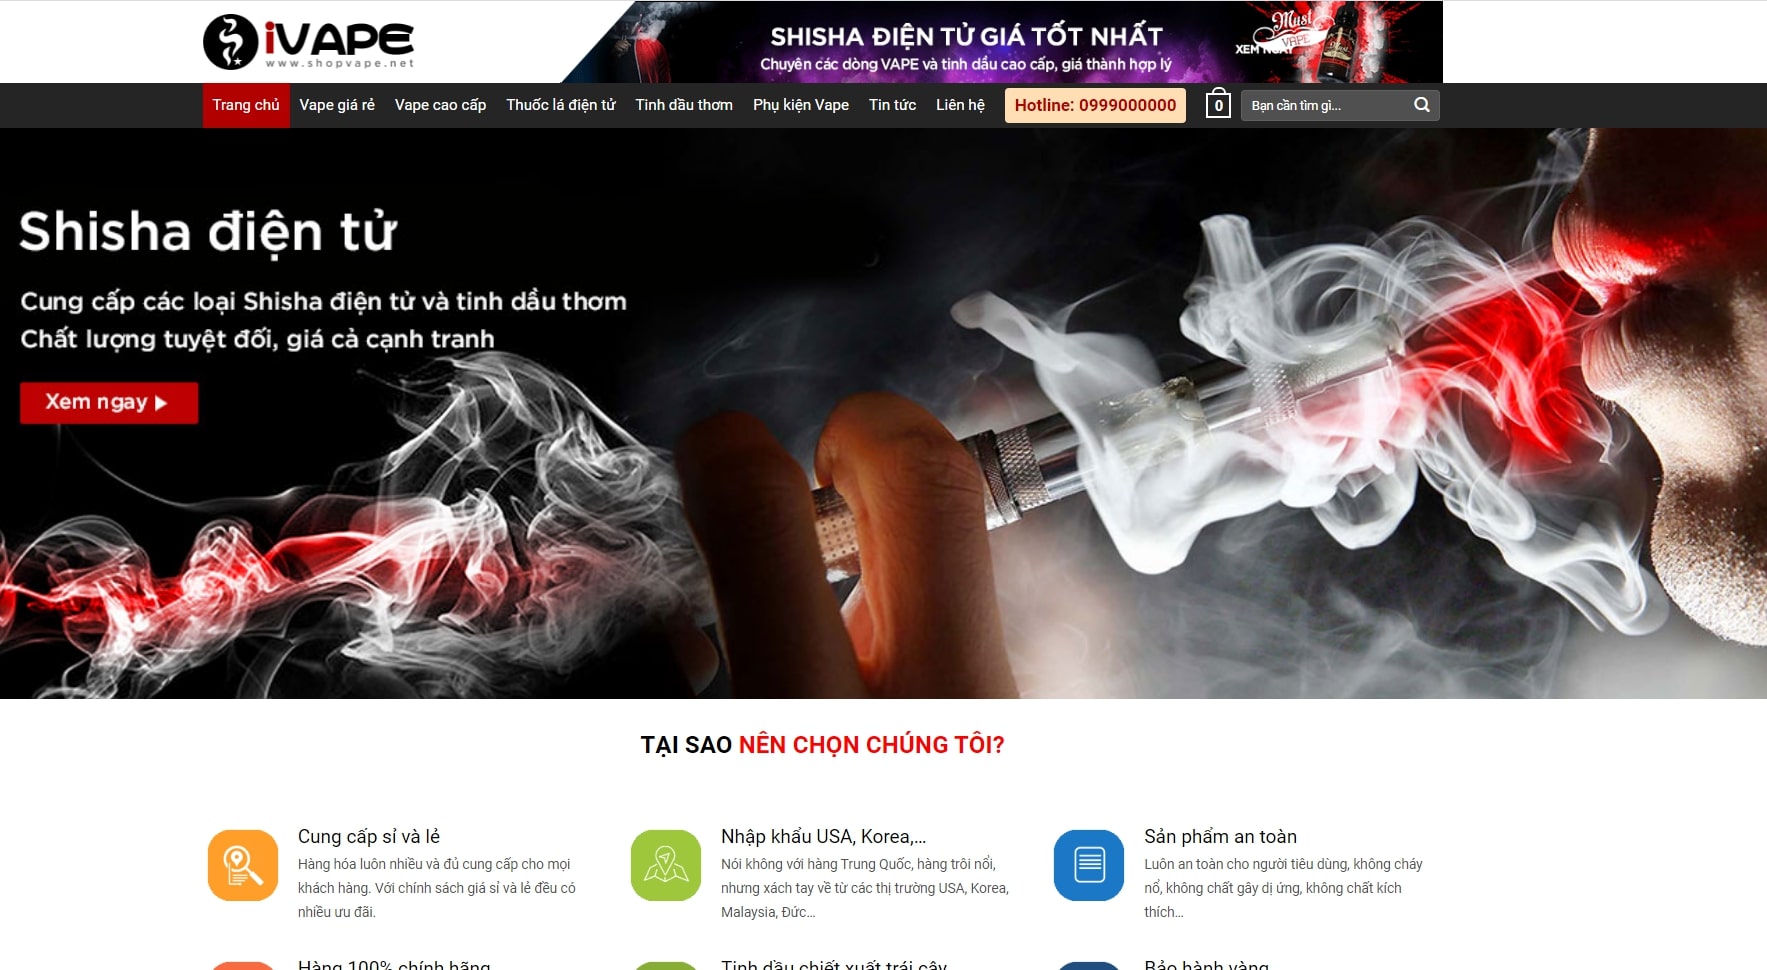 iVAPE
www.shopvape.net
SHISHA ĐIỆN TỬ GIÁ TỐT NHẤT
Chuyên các dòng VAPE và tinh dầu cao cấp, giá thành hợp lý
Must
VAPE
XEM NGAY
Trang chủ Vape giá rẻ Vape cao cấp Thuốc lá điện tử Tinh dầu thơm Phụ kiện Vape Tin tức Liên hệ Hotline: 0999000000 0 Bạn cần tìm gì...
Shisha điện tử
Cung cấp các loại Shisha điện tử và tinh dầu thơm
Chất lượng tuyệt đối, giá cả cạnh tranh
Xem ngay
TẠI SAO NÊN CHỌN CHÚNG TÔI?
Cung cấp sỉ và lẻ
Hàng hóa luôn nhiều và đủ cung cấp cho mọi
khách hàng. Với chính sách giá sỉ và lẻ đều có
nhiều ưu đãi.
Nhập khẩu USA, Korea,...
Nói không với hàng Trung Quốc, hàng trôi nổi,
nhưng xách tay về từ các thị trường USA, Korea,
Malaysia, Đức...
Sản phẩm an toàn
Luôn an toàn cho người tiêu dùng, không cháy
nổ, không chất gây dị ứng, không chất kích
thích...
Hàng 100% chính hãng
Tinh dầu chiết xuất trái cây
Bảo hành vàng